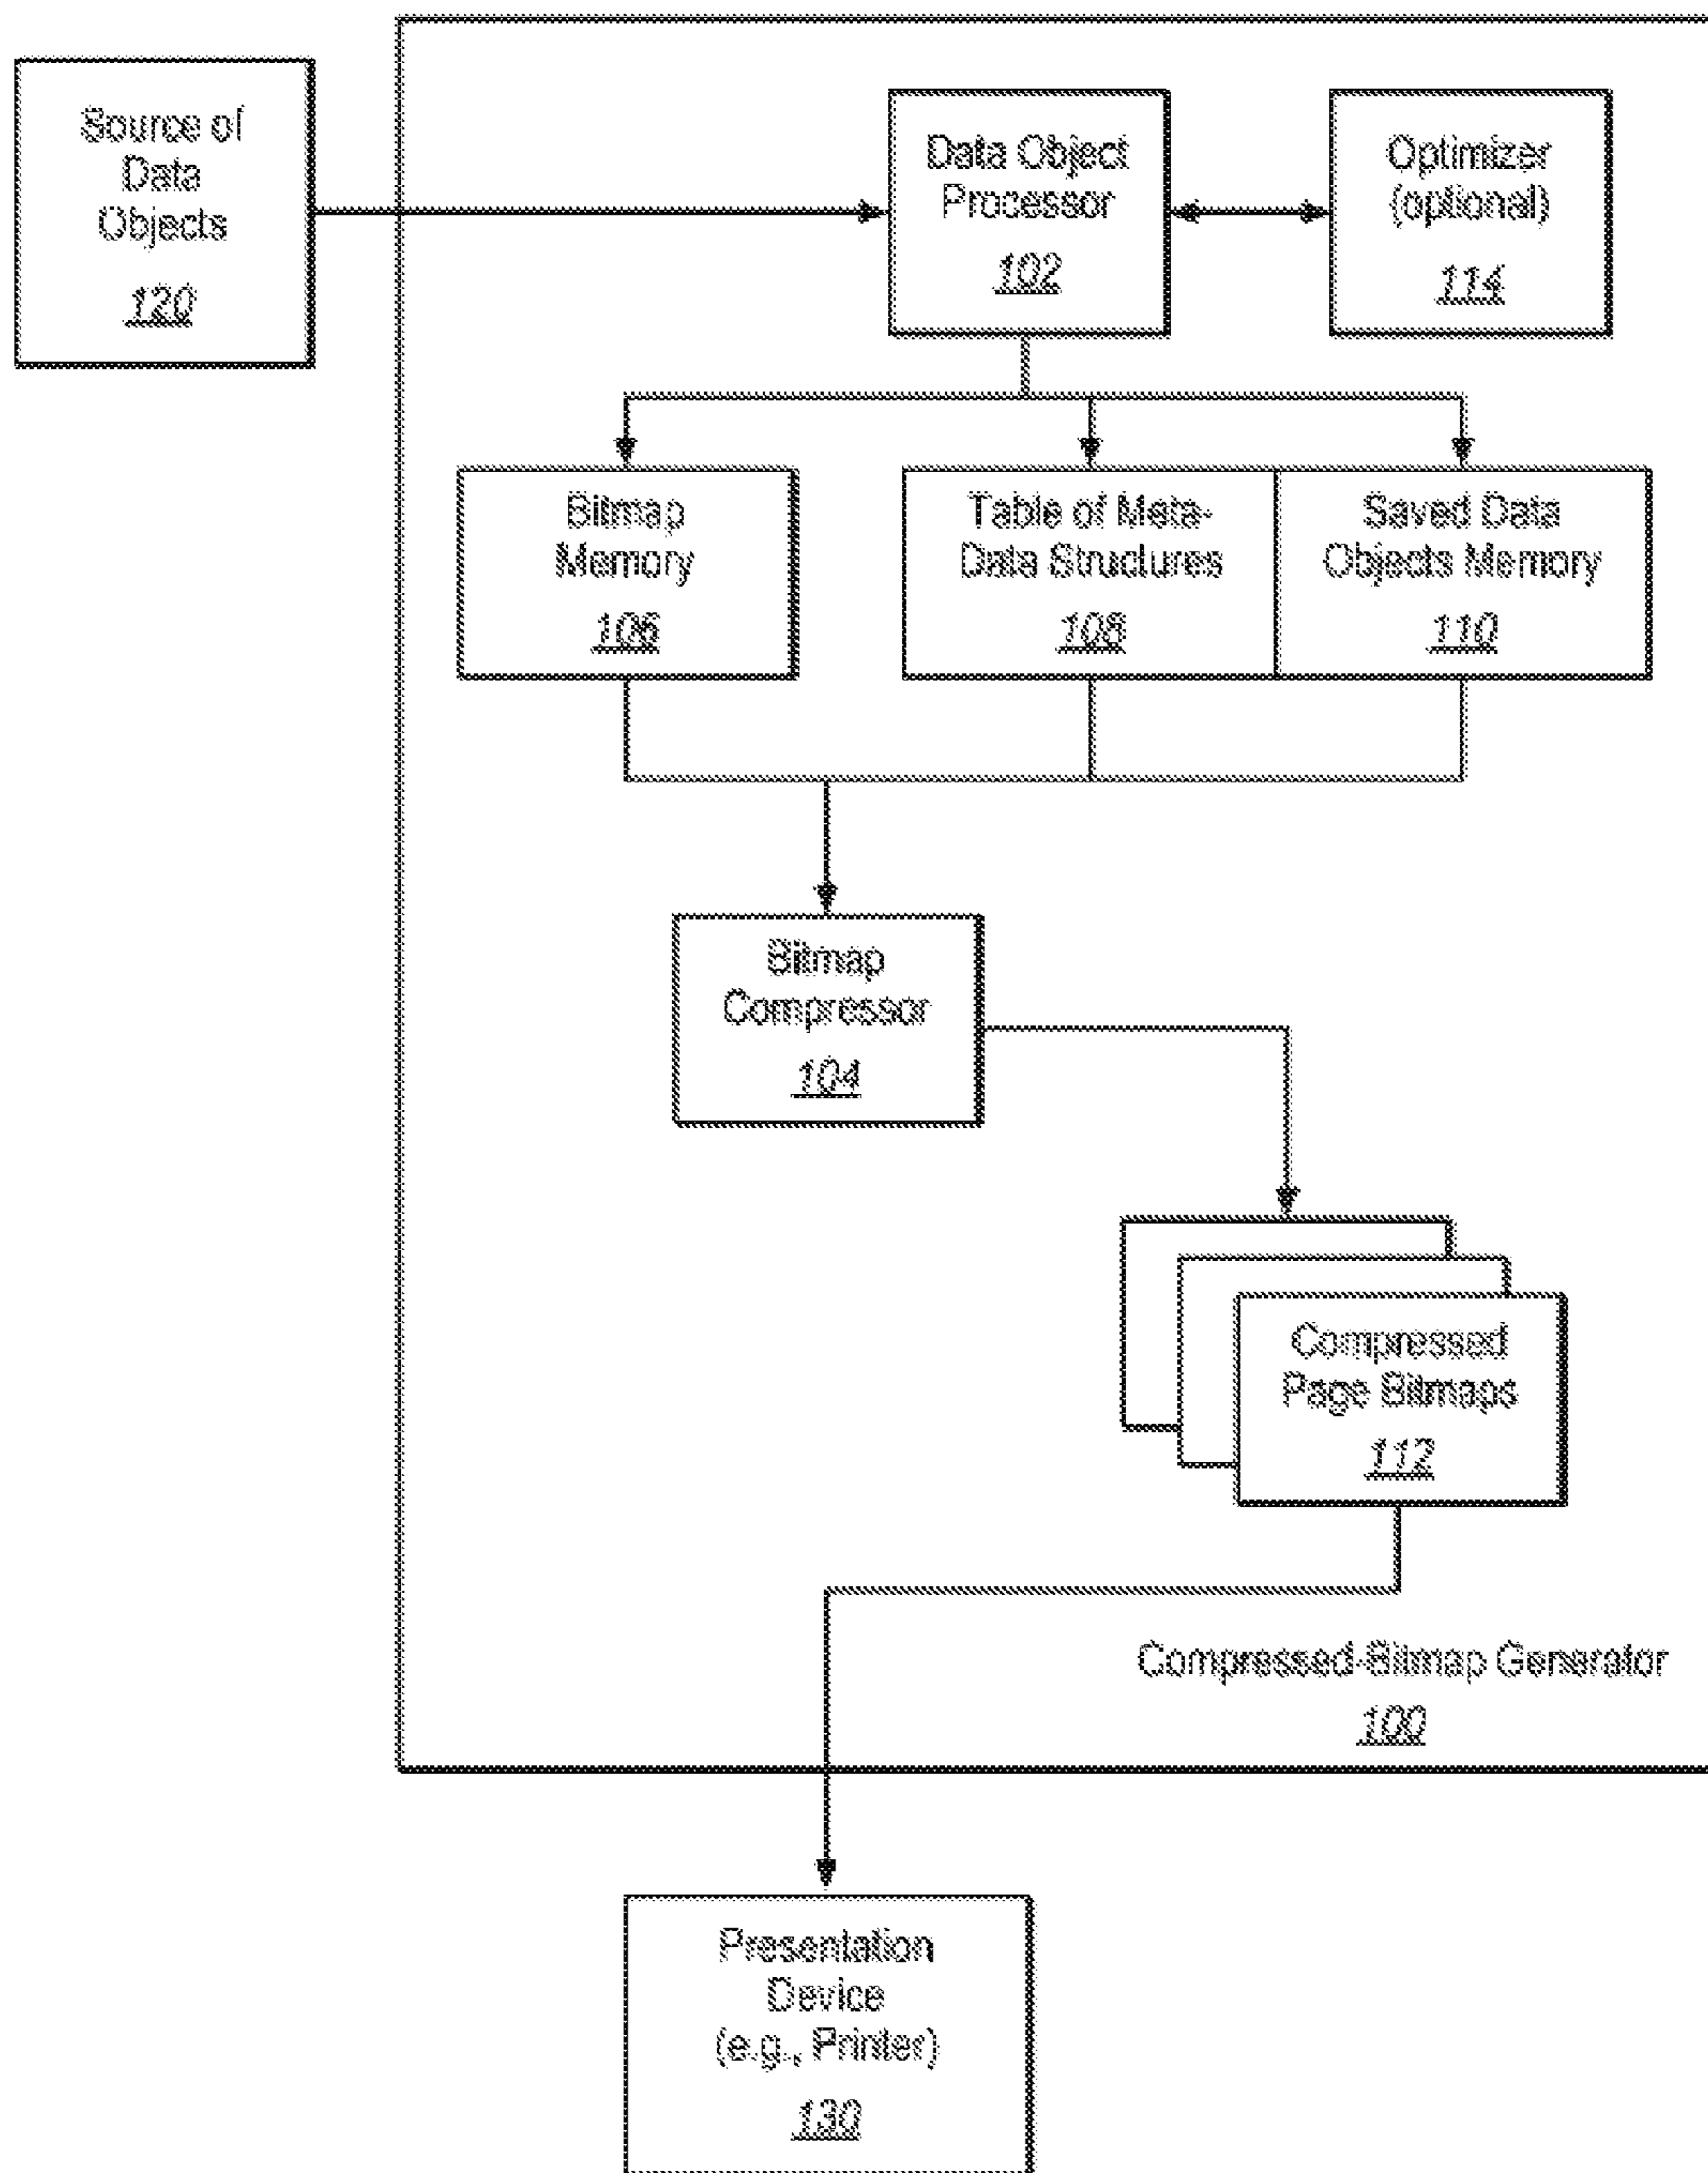 Source of
Data
Objects
120
Data Object
Processor
102
Optimizer
(optional)
114
Bitmap
Memory
106
Table of Meta-
Data Structures
108
Saved Data
Objects Memory
110
Bitmap
Compressor
104
Compressed
Page Bitmaps
112
Compressed-Bitmap Generator
100
Presentation
Device
(e.g., Printer)
130